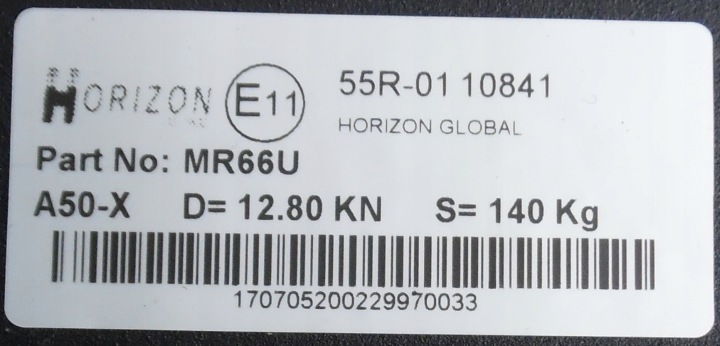 HORIZON E11 55R-01 10841
HORIZON GLOBAL
Part No: MR66U
A50-X D= 12.80 KN S= 140 Kg
170705200229970033